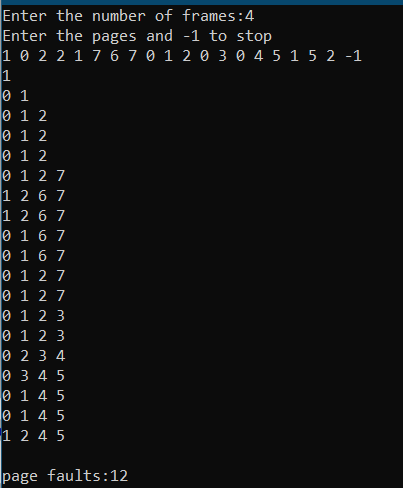 Enter the number of frames:4
Enter the pages and -1 to stop
1 0 2 2 1 7 6 7 0 1 2 0 3 0 4 5 1 5 2 -1
1
0 1
0 1 2
0 1 2
0 1 2
0 1 2 7
1 2 6 7
1 2 6 7
0 1 6 7
0 1 6 7
0 1 2 7
0 1 2 7
0 1 2 3
0 1 2 3
0 2 3 4
0 3 4 5
0 1 4 5
0 1 4 5
1 2 4 5
page faults:12